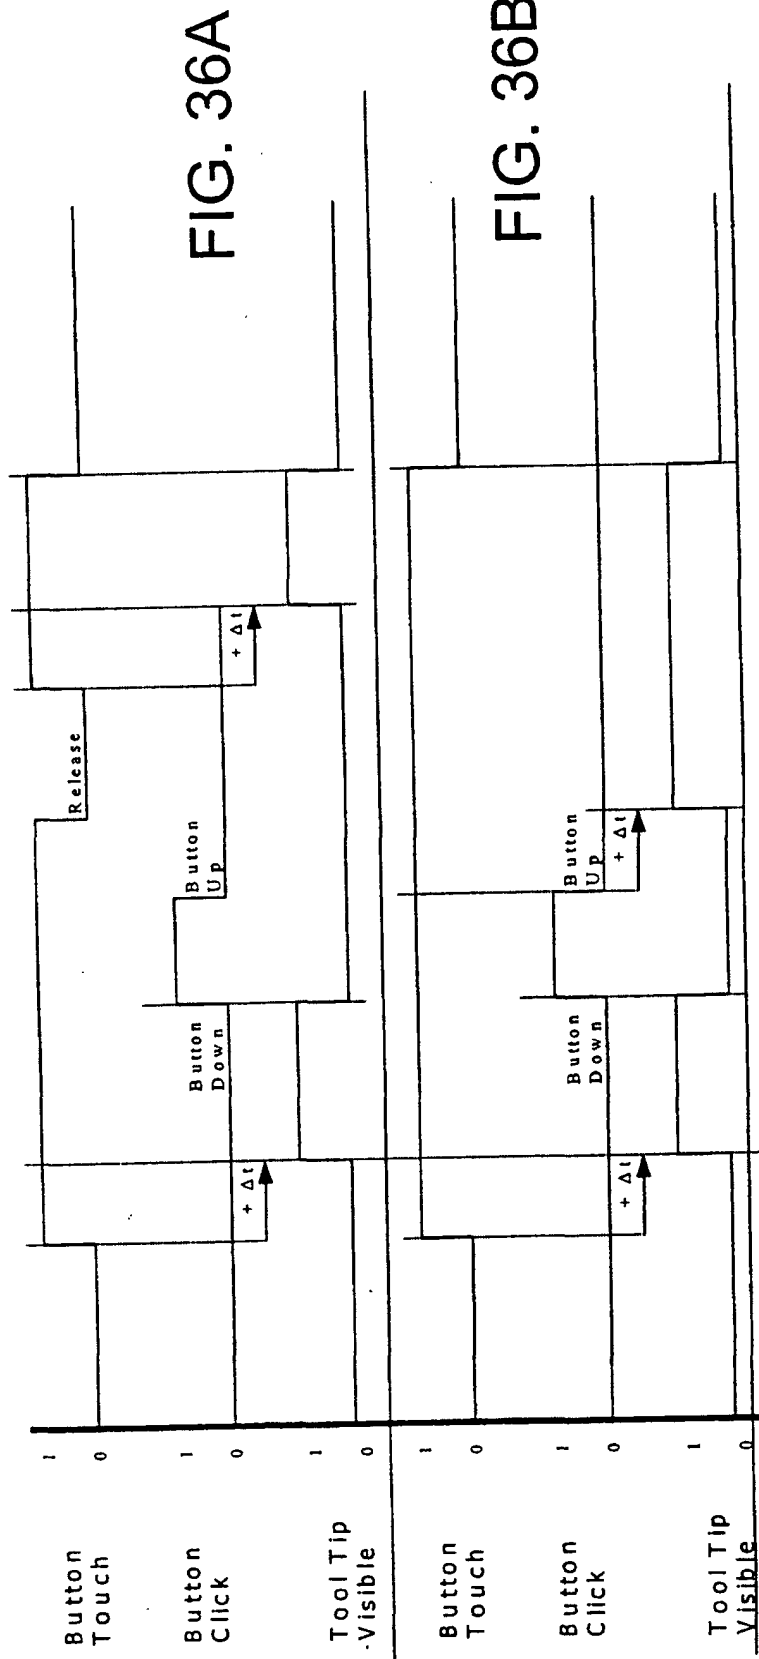 FIG. 36A
Button
Touch
1
0
Release
Button
Click
1
0
+ Δt
Button
Down
Button
Up
+ Δt
Tool Tip
-Visible
1
0
FIG. 36B
Button
Touch
1
0
Button
Click
1
0
+ Δt
Button
Down
Button
Up
+ Δt
Tool Tip
Visible
1
0